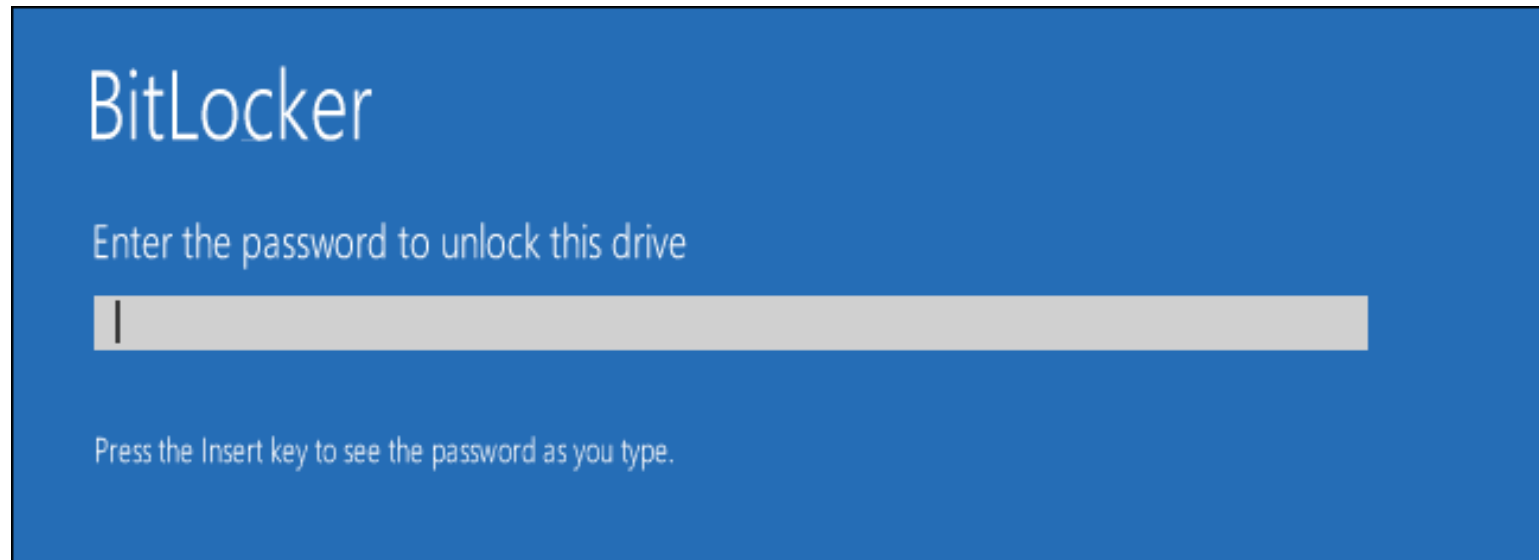 BitLocker
Enter the password to unlock this drive
Press the Insert key to see the password as you type.